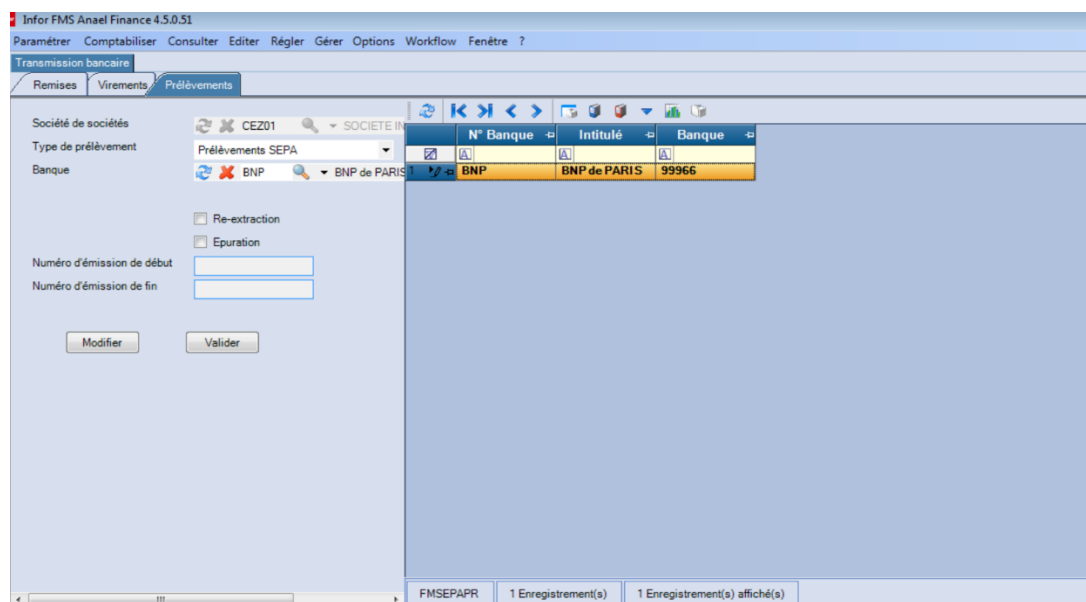 Infor FMS Anael Finance 4.5.0.51
Paramétrer Comptabiliser Consulter Editer Régler Gérer Options Workflow Fenêtre ?
Transmission bancaire
Remises Virements Prélèvements
Société de sociétés CEZ01 SOCIETE IN
Type de prélèvement Prélèvements SEPA
Banque BNP BNP de PARIS
Re-extraction
Epuration
Numéro d'émission de début
Numéro d'émission de fin
Modifier Valider
N° Banque Intitulé Banque
A A A
1 BNP BNP de PARIS 99966
FMSEPAPR 1 Enregistrement(s) 1 Enregistrement(s) affiché(s)